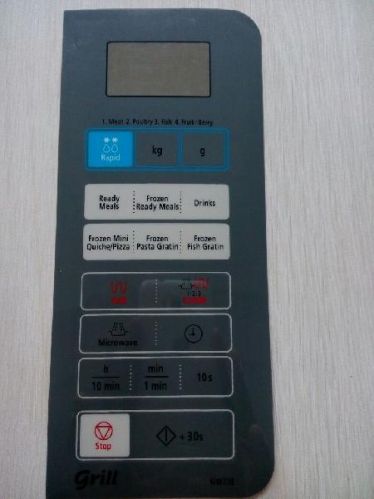 1. Meat 2. Poultry 3. Fish 4. Fruit-Berry
Rapid
kg
g
Ready
Meals
Frozen
Ready Meals
Drinks
Frozen Mini
Quiche/Pizza
Frozen
Pasta Gratin
Frozen
Fish Gratin
Microwave
h
10 min
min
1 min
10s
Stop
+ 30s
Grill